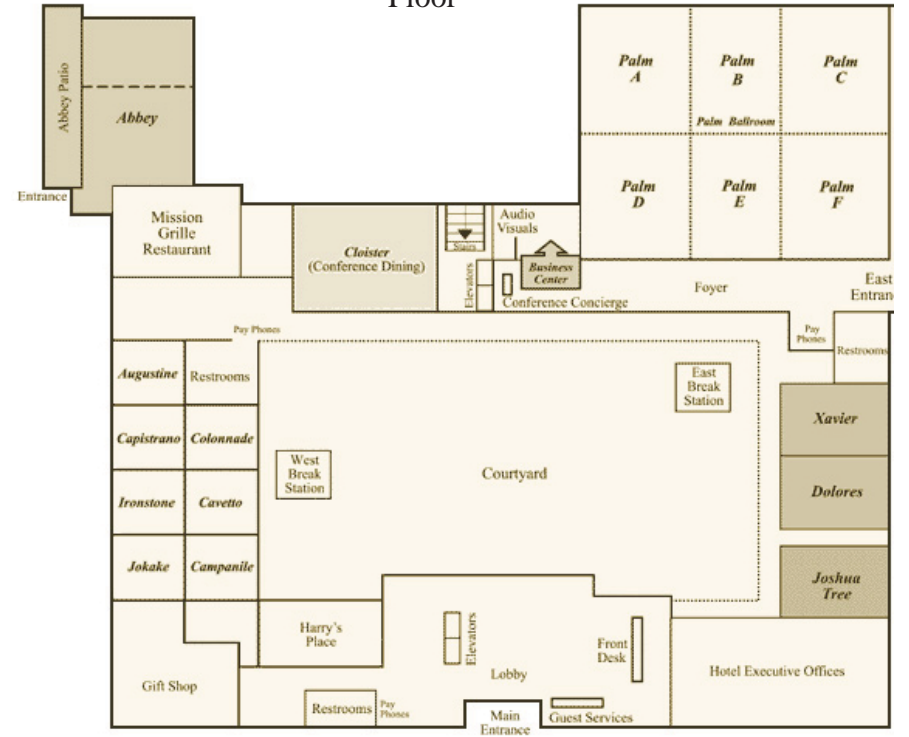 Floor
Abbey Patio
Abbey
Entrance
Mission
Grille
Restaurant
Cloister
(Conference Dining)
Stairs
Audio
Visuals
Elevators
Business
Center
Conference Concierge
Palm
A
Palm
B
Palm
C
Palm Ballroom
Palm
D
Palm
E
Palm
F
Foyer
East
Entran
Pay Phones
Pay
Phones
Restrooms
Augustine
Restrooms
Capistrano
Colonnade
Ironstone
Cavetto
Jokake
Campanile
West
Break
Station
Courtyard
East
Break
Station
Xavier
Dolores
Joshua
Tree
Harry's
Place
Gift Shop
Elevators
Lobby
Front
Desk
Hotel Executive Offices
Restrooms
Pay
Phones
Main
Entrance
Guest Services